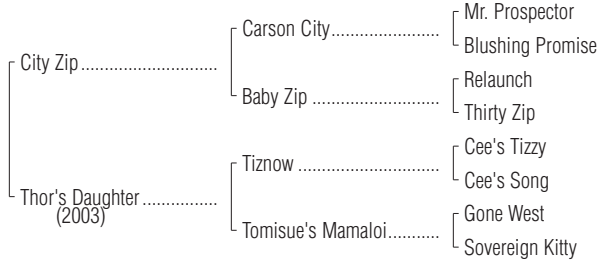 Mr. Prospector
Carson City
Blushing Promise
City Zip
Relaunch
Baby Zip
Thirty Zip
Cee's Tizzy
Tiznow
Cee's Song
Thor's Daughter
(2003)
Gone West
Tomisue's Mamaloi
Sovereign Kitty